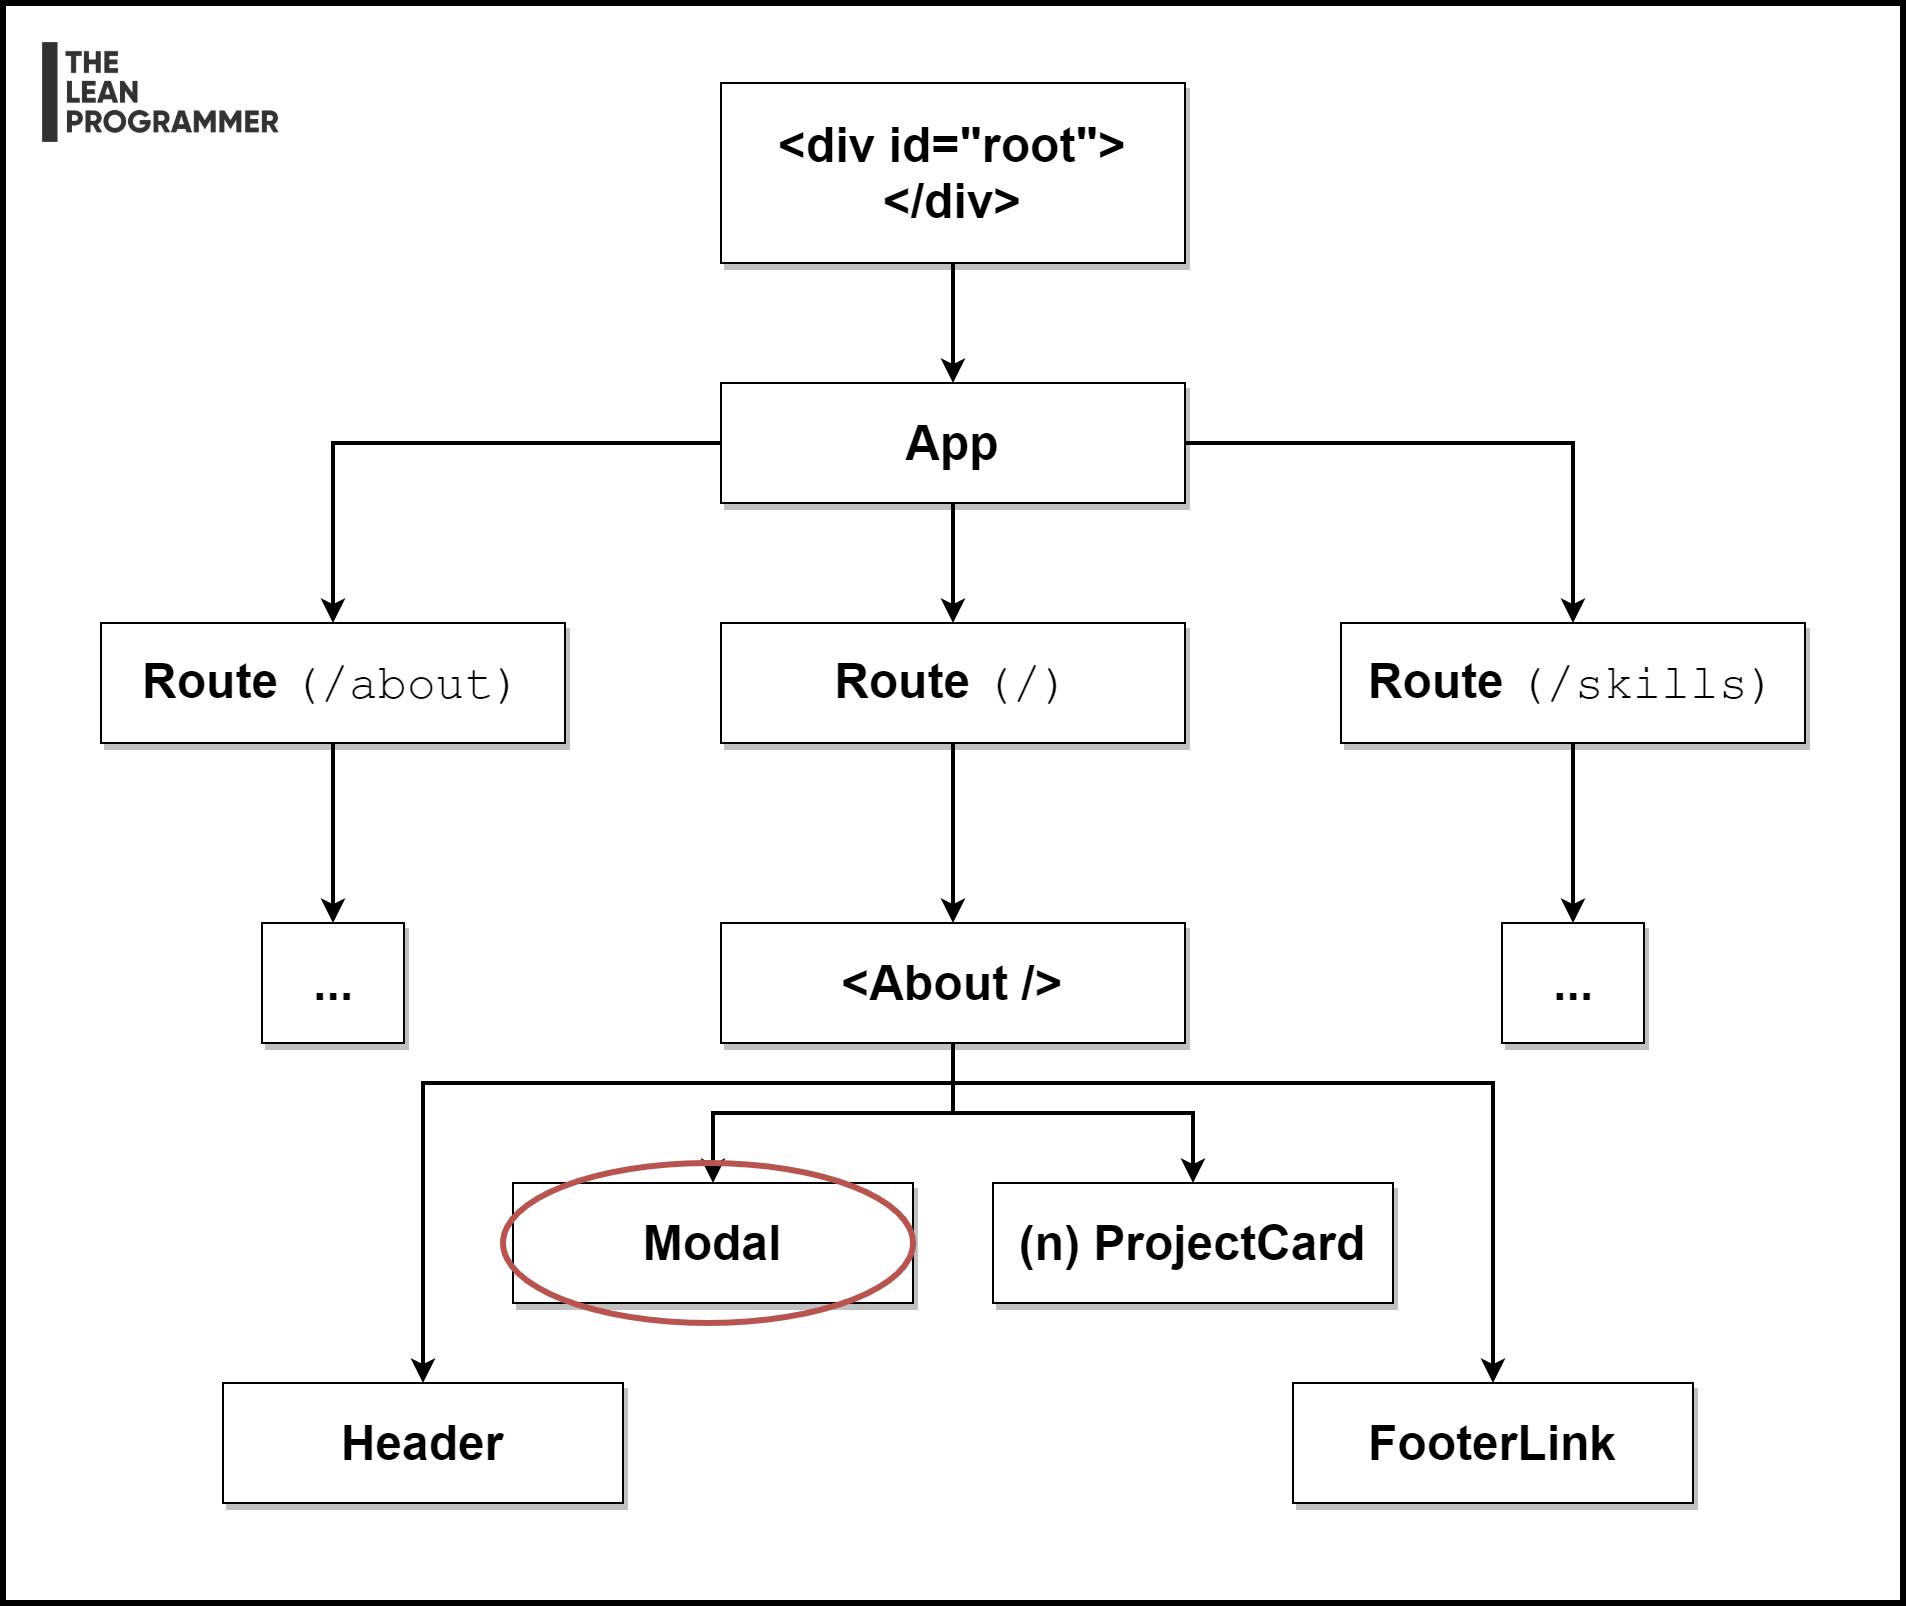 THE
LEAN
PROGRAMMER
<div id="root">
</div>
App
Route (/about)
Route (/)
Route (/skills)
...
<About />
...
Modal
(n) ProjectCard
Header
FooterLink